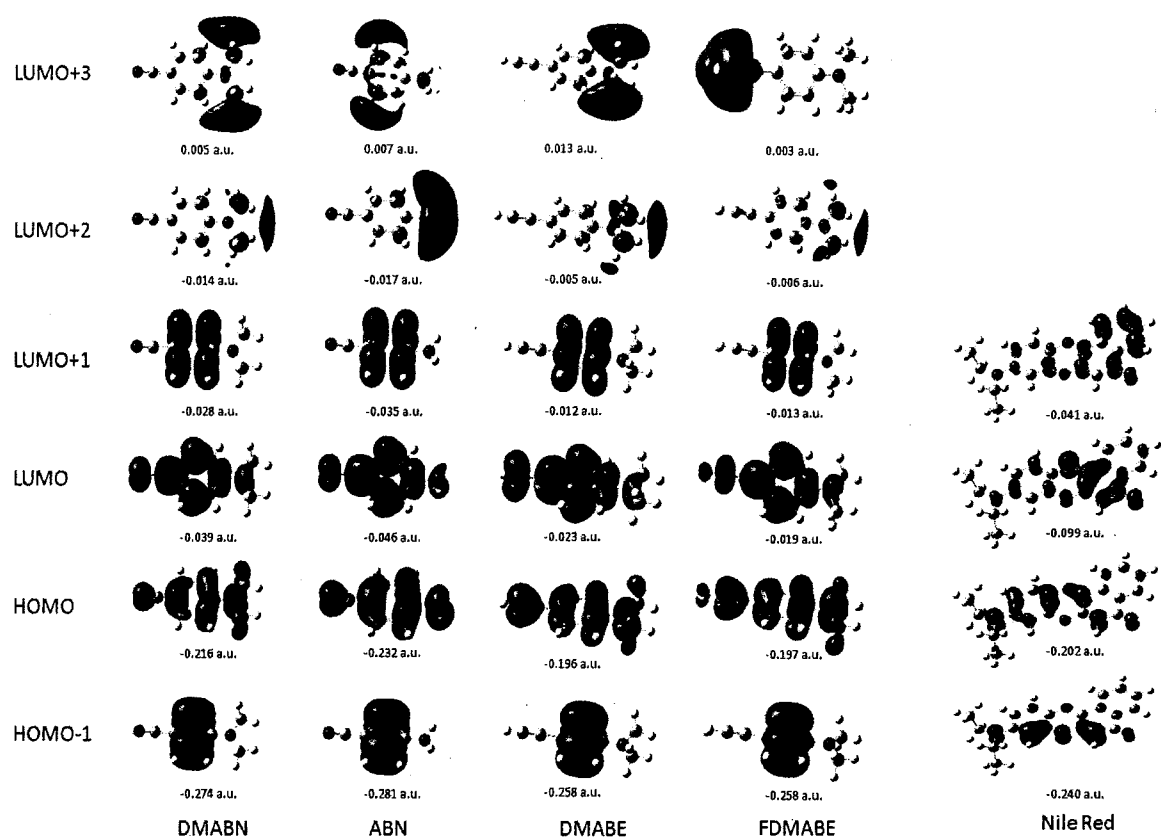 LUMO+3
0.005 a.u. 0.007 a.u. 0.013 a.u. 0.003 a.u.
LUMO+2
-0.014 a.u. -0.017 a.u. -0.005 a.u. -0.006 a.u.
LUMO+1
-0.028 a.u. -0.035 a.u. -0.012 a.u. -0.013 a.u. -0.041 a.u.
LUMO
-0.039 a.u. -0.046 a.u. -0.023 a.u. -0.019 a.u. -0.099 a.u.
HOMO
-0.216 a.u. -0.232 a.u. -0.196 a.u. -0.197 a.u. -0.202 a.u.
HOMO-1
-0.274 a.u. -0.281 a.u. -0.258 a.u. -0.258 a.u. -0.240 a.u.
DMABN ABN DMABE FDMABE Nile Red